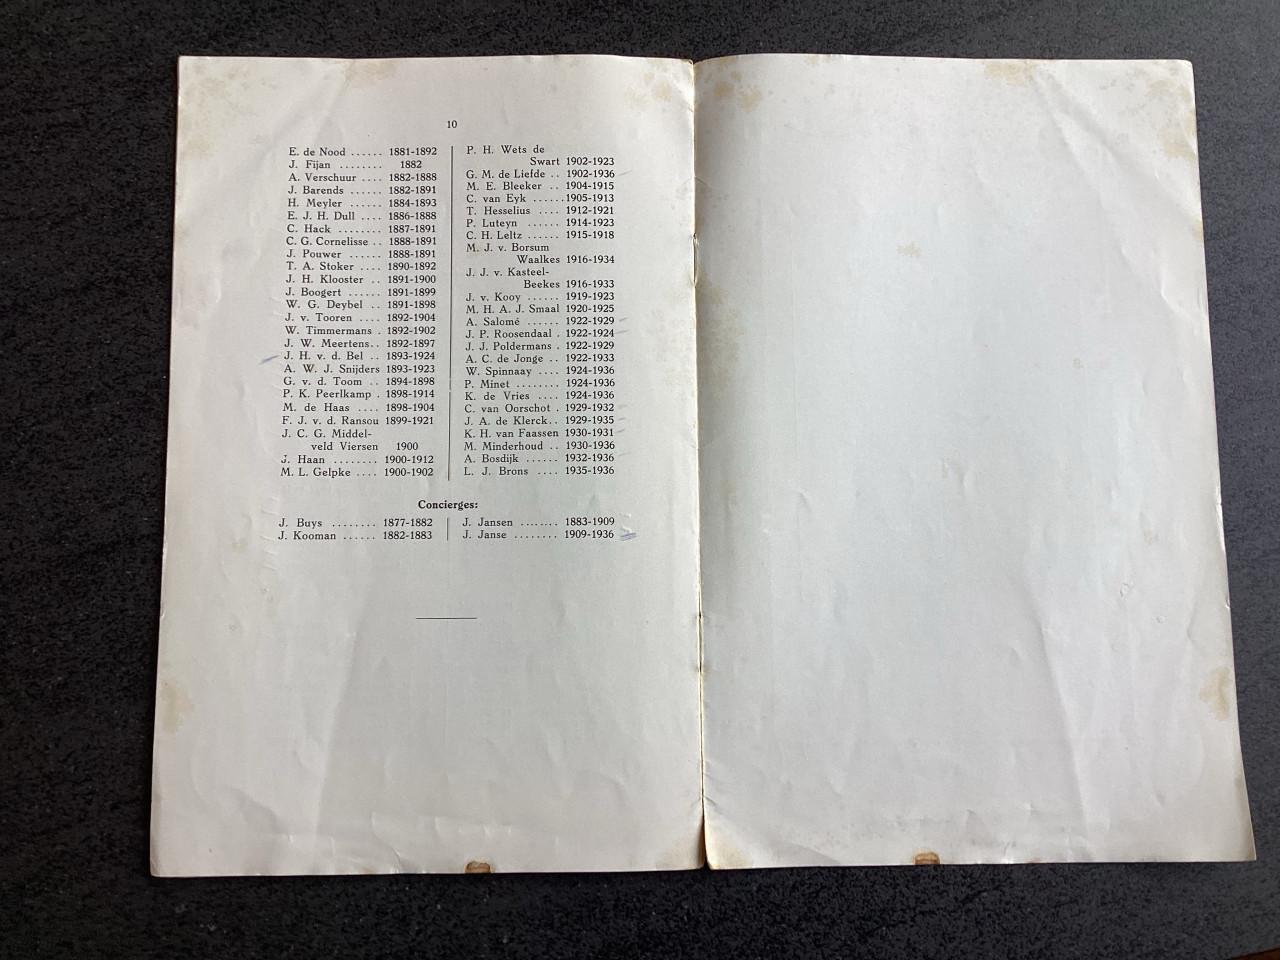 10
E. de Nood ...... 1881-1892
J. Fijan ........ 1882
A. Verschuur .... 1882-1888
J. Barends ...... 1882-1891
H. Meyler ....... 1884-1893
E. J. H. Dull .... 1886-1888
C. Hack ........ 1887-1891
C. G. Cornelisse .. 1888-1891
J. Pouwer ...... 1888-1891
T. A. Stoker .... 1890-1892
J. H. Klooster .. 1891-1900
J. Boogert ...... 1891-1899
W. G. Deybel .. 1891-1898
J. v. Tooren .... 1892-1904
W. Timmermans . 1892-1902
J. W. Meertens.. 1892-1897
J. H. v. d. Bel .. 1893-1924
A. W. J. Snijders 1893-1923
G. v. d. Toom .. 1894-1898
P. K. Peerlkamp . 1898-1914
M. de Haas .... 1898-1904
F. J. v. d. Ransou 1899-1921
J. C. G. Middel-
veld Viersen 1900
J. Haan ........ 1900-1912
M. L. Gelpke .... 1900-1902
P. H. Wets de
Swart 1902-1923
G. M. de Liefde .. 1902-1936
M. E. Bleeker .. 1904-1915
C. van Eyk ...... 1905-1913
T. Hesselius .... 1912-1921
P. Luteyn ...... 1914-1923
C. H. Leltz ...... 1915-1918
M. J. v. Borsum
Waalkes 1916-1934
J. J. v. Kasteel-
Beekes 1916-1933
J. v. Kooy ...... 1919-1923
M. H. A. J. Smaal 1920-1925
A. Salomé ...... 1922-1929
J. P. Roosendaal . 1922-1924
J. J. Poldermans . 1922-1929
A. C. de Jonge .. 1922-1933
W. Spinnaay .... 1924-1936
P. Minet ........ 1924-1936
K. de Vries .... 1924-1936
C. van Oorschot . 1929-1932
J. A. de Klerck.. 1929-1935
K. H. van Faassen 1930-1931
M. Minderhoud .. 1930-1936
A. Bosdijk ...... 1932-1936
L. J. Brons .... 1935-1936
Concierges:
J. Buys ........ 1877-1882
J. Kooman ...... 1882-1883
J. Jansen ....... 1883-1909
J. Janse ........ 1909-1936